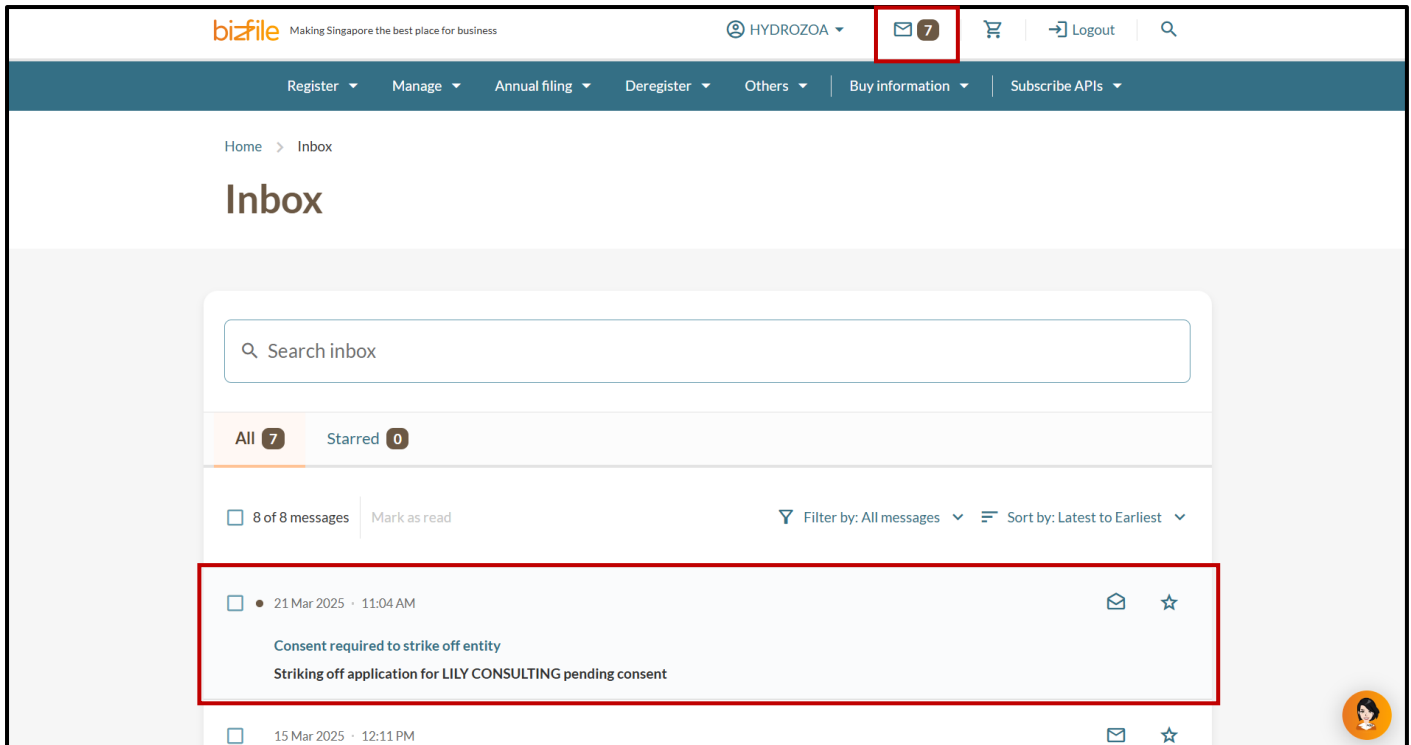 bizfile Making Singapore the best place for business HYDROZOA 7 Logout
Register Manage Annual filing Deregister Others Buy information Subscribe APIs
Home > Inbox
Inbox
Search inbox
All 7 Starred 0
8 of 8 messages Mark as read Filter by: All messages Sort by: Latest to Earliest
21 Mar 2025 · 11:04 AM
Consent required to strike off entity
Striking off application for LILY CONSULTING pending consent
15 Mar 2025 · 12:11 PM